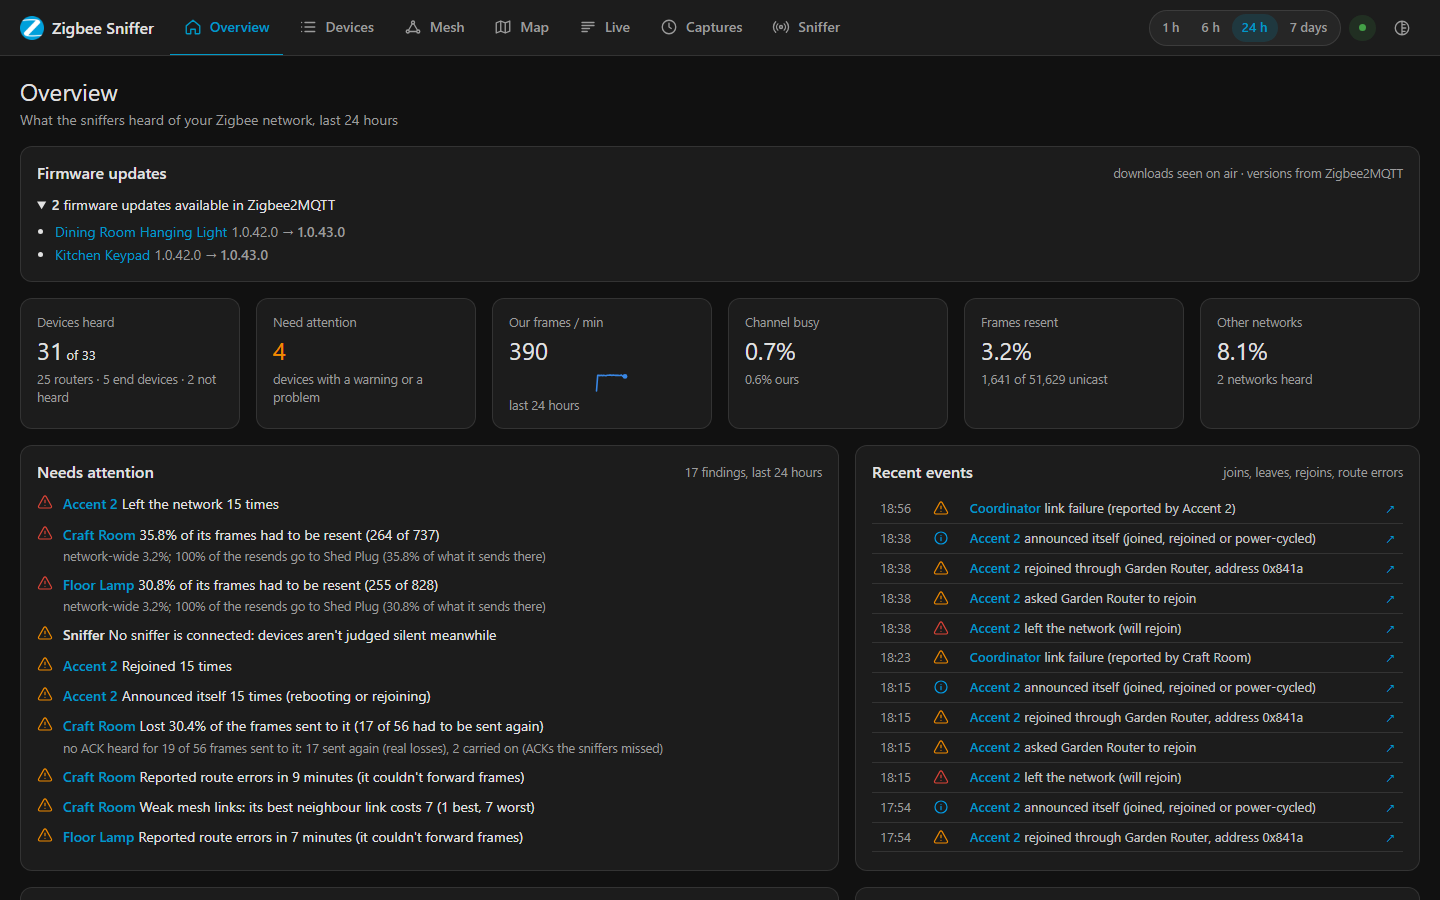 Zigbee Sniffer
Overview
Devices
Mesh
Map
Live
Captures
Sniffer
1 h
6 h
24 h
7 days
Overview
What the sniffers heard of your Zigbee network, last 24 hours
Firmware updates
downloads seen on air · versions from Zigbee2MQTT
▼ 2 firmware updates available in Zigbee2MQTT
• Dining Room Hanging Light 1.0.42.0 → 1.0.43.0
• Kitchen Keypad 1.0.42.0 → 1.0.43.0
Devices heard
31 of 33
25 routers · 5 end devices · 2 not
heard
Need attention
4
devices with a warning or a
problem
Our frames / min
390
last 24 hours
Channel busy
0.7%
0.6% ours
Frames resent
3.2%
1,641 of 51,629 unicast
Other networks
8.1%
2 networks heard
Needs attention
17 findings, last 24 hours
Accent 2 Left the network 15 times
Craft Room 35.8% of its frames had to be resent (264 of 737)
network-wide 3.2%; 100% of the resends go to Shed Plug (35.8% of what it sends there)
Floor Lamp 30.8% of its frames had to be resent (255 of 828)
network-wide 3.2%; 100% of the resends go to Shed Plug (30.8% of what it sends there)
Sniffer No sniffer is connected: devices aren't judged silent meanwhile
Accent 2 Rejoined 15 times
Accent 2 Announced itself 15 times (rebooting or rejoining)
Craft Room Lost 30.4% of the frames sent to it (17 of 56 had to be sent again)
no ACK heard for 19 of 56 frames sent to it: 17 sent again (real losses), 2 carried on (ACKs the sniffers missed)
Craft Room Reported route errors in 9 minutes (it couldn't forward frames)
Craft Room Weak mesh links: its best neighbour link costs 7 (1 best, 7 worst)
Floor Lamp Reported route errors in 7 minutes (it couldn't forward frames)
Recent events
joins, leaves, rejoins, route errors
18:56 Coordinator link failure (reported by Accent 2) ↗
18:38 Accent 2 announced itself (joined, rejoined or power-cycled) ↗
18:38 Accent 2 rejoined through Garden Router, address 0x841a ↗
18:38 Accent 2 asked Garden Router to rejoin ↗
18:38 Accent 2 left the network (will rejoin) ↗
18:23 Coordinator link failure (reported by Craft Room) ↗
18:15 Accent 2 announced itself (joined, rejoined or power-cycled) ↗
18:15 Accent 2 rejoined through Garden Router, address 0x841a ↗
18:15 Accent 2 asked Garden Router to rejoin ↗
18:15 Accent 2 left the network (will rejoin) ↗
17:54 Accent 2 announced itself (joined, rejoined or power-cycled) ↗
17:54 Accent 2 rejoined through Garden Router, address 0x841a ↗